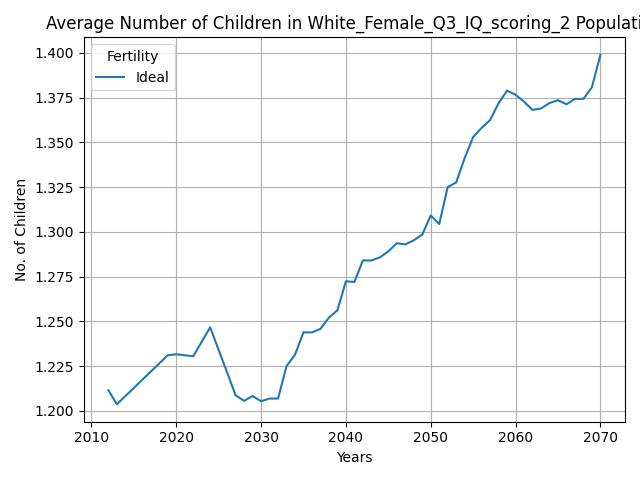 Average Number of Children in White_Female_Q3_IQ_scoring_2 Populati
Fertility
Ideal
No. of Children
1.400
1.375
1.350
1.325
1.300
1.275
1.250
1.225
1.200
2010 2020 2030 2040 2050 2060 2070
Years